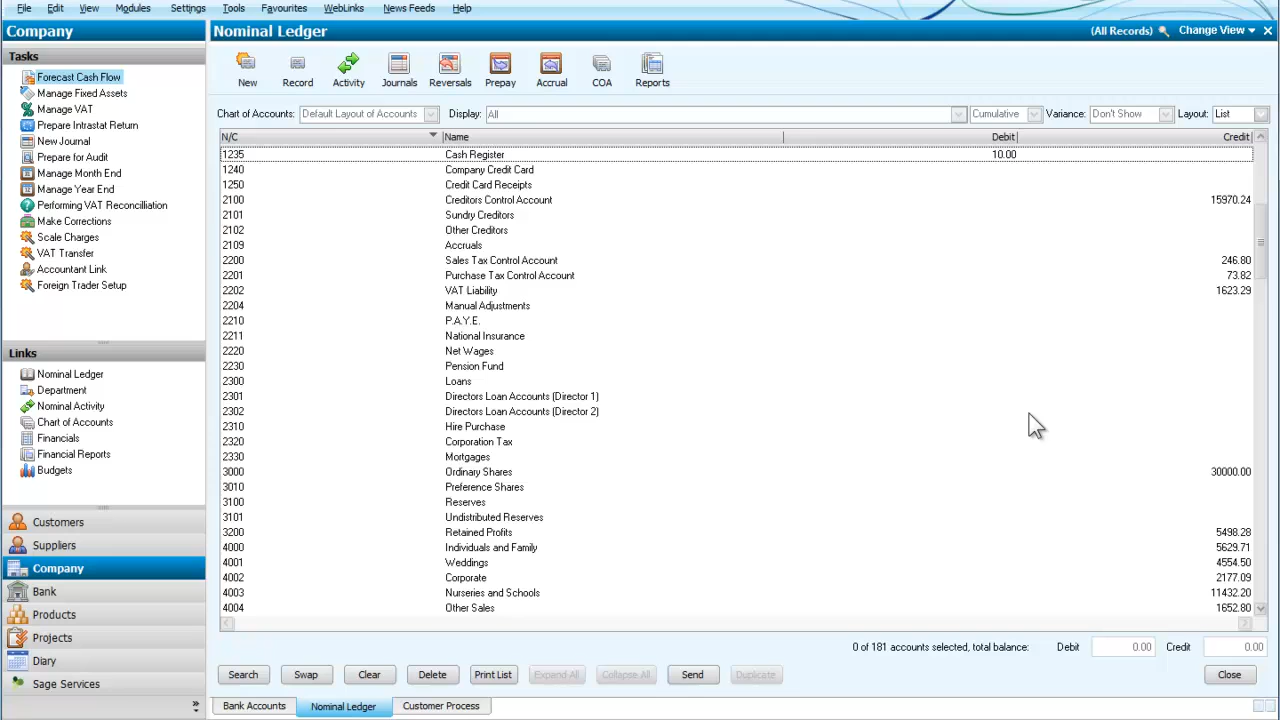 File Edit View Modules Settings Tools Favourites WebLinks News Feeds Help
Company
Nominal Ledger
(All Records) Change View
Tasks
Forecast Cash Flow
Manage Fixed Assets
Manage VAT
Prepare Intrastat Return
New Journal
Prepare for Audit
Manage Month End
Manage Year End
Performing VAT Reconcilliation
Make Corrections
Scale Charges
VAT Transfer
Accountant Link
Foreign Trader Setup
Links
Nominal Ledger
Department
Nominal Activity
Chart of Accounts
Financials
Financial Reports
Budgets
Customers
Suppliers
Company
Bank
Products
Projects
Diary
Sage Services
New Record Activity Journals Reversals Prepay Accrual COA Reports
Chart of Accounts: Default Layout of Accounts Display: All Cumulative Variance: Don't Show Layout: List
N/C Name Debit Credit
1235 Cash Register 10.00
1240 Company Credit Card
1250 Credit Card Receipts
2100 Creditors Control Account 15970.24
2101 Sundry Creditors
2102 Other Creditors
2109 Accruals
2200 Sales Tax Control Account 246.80
2201 Purchase Tax Control Account 73.82
2202 VAT Liability 1623.29
2204 Manual Adjustments
2210 P.A.Y.E.
2211 National Insurance
2220 Net Wages
2230 Pension Fund
2300 Loans
2301 Directors Loan Accounts (Director 1)
2302 Directors Loan Accounts (Director 2)
2310 Hire Purchase
2320 Corporation Tax
2330 Mortgages
3000 Ordinary Shares 30000.00
3010 Preference Shares
3100 Reserves
3101 Undistributed Reserves
3200 Retained Profits 5498.28
4000 Individuals and Family 5629.71
4001 Weddings 4554.50
4002 Corporate 2177.09
4003 Nurseries and Schools 11432.20
4004 Other Sales 1652.80
0 of 181 accounts selected, total balance: Debit 0.00 Credit 0.00
Search Swap Clear Delete Print List Expand All Collapse All Send Duplicate Close
Bank Accounts Nominal Ledger Customer Process